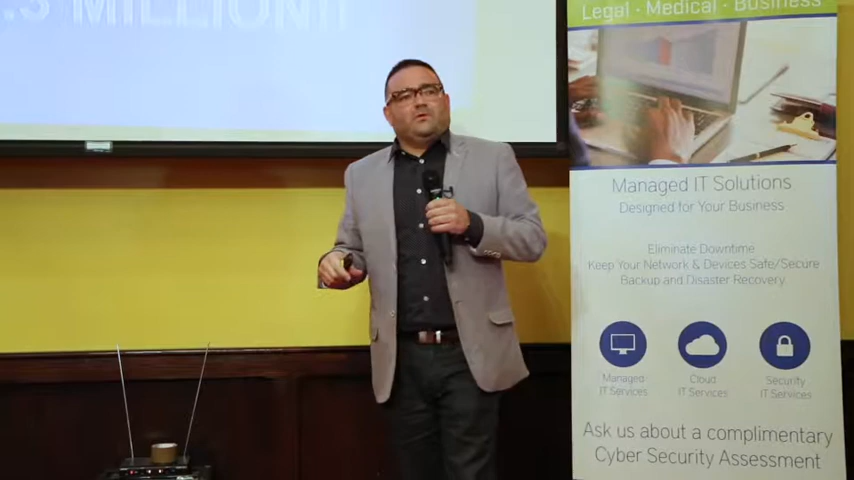 .3 MILLION!!
Legal • Medical • Business
Managed IT Solutions
Designed for Your Business
Eliminate Downtime
Keep Your Network & Devices Safe/Secure
Backup and Disaster Recovery
Managed
IT Services
Cloud
IT Services
Security
IT Services
Ask us about a complimentary
Cyber Security Assessment